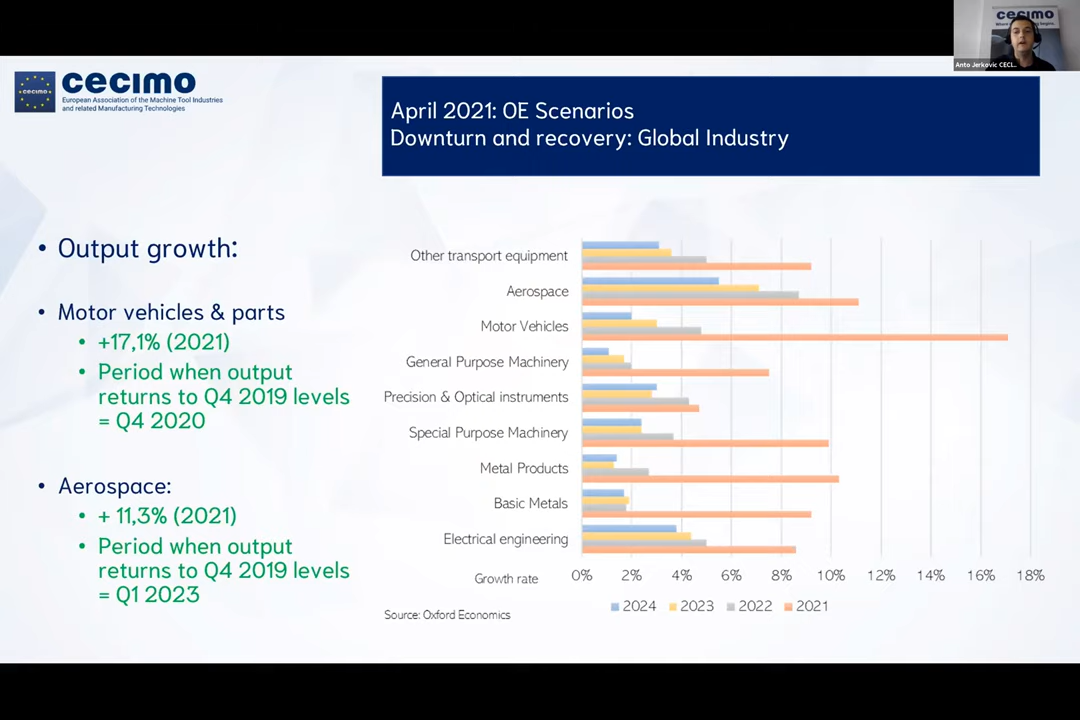 cecimo
European Association of the Machine Tool Industries
and related Manufacturing Technologies
cecimo
April 2021: OE Scenarios
Downturn and recovery: Global Industry
cecimo
Anto Jerkovic CECI...
• Output growth:
• Motor vehicles & parts
• +17,1% (2021)
• Period when output
returns to Q4 2019 levels
= Q4 2020
• Aerospace:
• + 11,3% (2021)
• Period when output
returns to Q4 2019 levels
= Q1 2023
Other transport equipment
Aerospace
Motor Vehicles
General Purpose Machinery
Precision & Optical instruments
Special Purpose Machinery
Metal Products
Basic Metals
Electrical engineering
Growth rate
0% 2% 4% 6% 8% 10% 12% 14% 16% 18%
2024 2023 2022 2021
Source: Oxford Economics